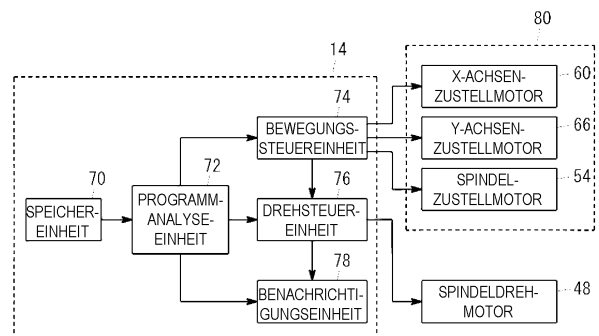 14
80
70
SPEICHER-
EINHEIT
72
PROGRAMM-
ANALYSE-
EINHEIT
74
BEWEGUNGS-
STEUEREINHEIT
76
DREHSTEUER-
EINHEIT
78
BENACHRICHTI-
GUNGSEINHEIT
X-ACHSEN-
ZUSTELLMOTOR
60
Y-ACHSEN-
ZUSTELLMOTOR
66
SPINDEL-
ZUSTELLMOTOR
54
SPINDELDREH-
MOTOR
48